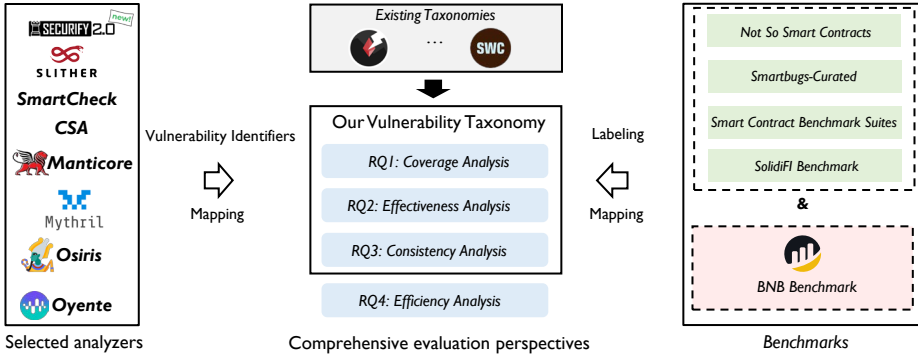 SECURIFY 2.0
new!
SLITHER
SmartCheck
CSA
Manticore
Mythril
Osiris
Oyente
Selected analyzers
Vulnerability Identifiers
Mapping
Existing Taxonomies
...
SWC
Our Vulnerability Taxonomy
RQ1: Coverage Analysis
RQ2: Effectiveness Analysis
RQ3: Consistency Analysis
RQ4: Efficiency Analysis
Comprehensive evaluation perspectives
Labeling
Mapping
Not So Smart Contracts
Smartbugs-Curated
Smart Contract Benchmark Suites
SolidiFI Benchmark
&
BNB Benchmark
Benchmarks